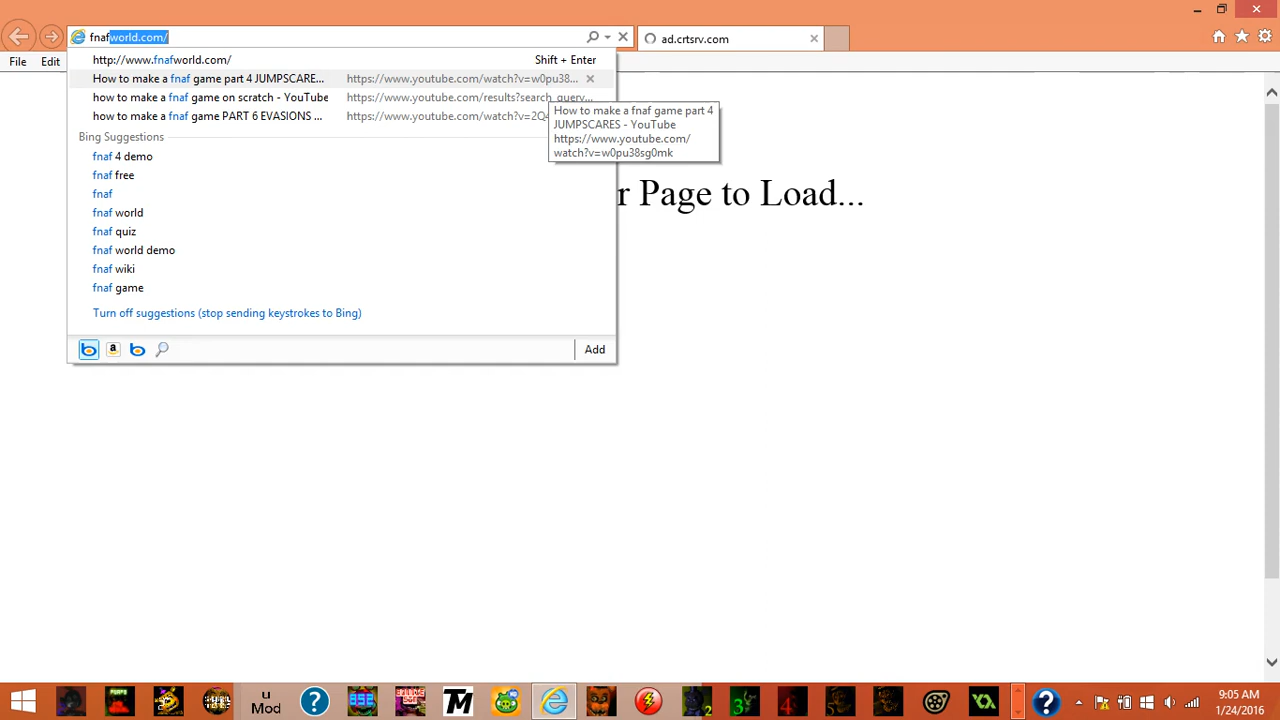 fnafworld.com/
ad.crtsrv.com
File Edit
http://www.fnafworld.com/ Shift + Enter
How to make a fnaf game part 4 JUMPSCARE... https://www.youtube.com/watch?v=w0pu38...
how to make a fnaf game on scratch - YouTube https://www.youtube.com/results?search_query...
how to make a fnaf game PART 6 EVASIONS ... https://www.youtube.com/watch?v=2Q4
How to make a fnaf game part 4
JUMPSCARES - YouTube
https://www.youtube.com/
watch?v=w0pu38sg0mk
Bing Suggestions
fnaf 4 demo
fnaf free
fnaf
fnaf world
fnaf quiz
fnaf world demo
fnaf wiki
fnaf game
Turn off suggestions (stop sending keystrokes to Bing)
Add
r Page to Load...
u
Mod
TM
9:05 AM
1/24/2016